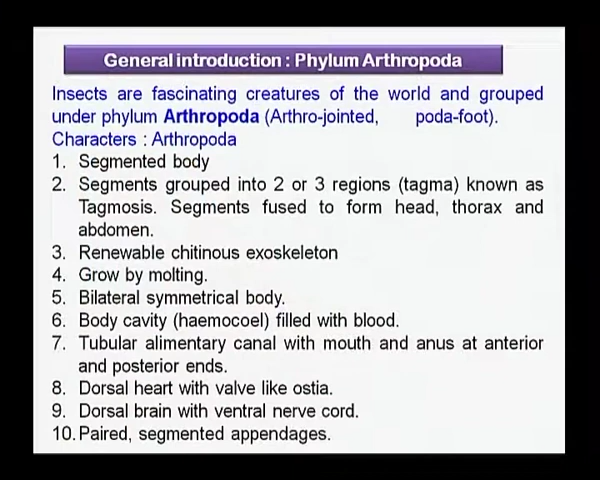 General introduction : Phylum Arthropoda
Insects are fascinating creatures of the world and grouped
under phylum Arthropoda (Arthro-jointed, poda-foot).
Characters : Arthropoda
1. Segmented body
2. Segments grouped into 2 or 3 regions (tagma) known as
Tagmosis. Segments fused to form head, thorax and
abdomen.
3. Renewable chitinous exoskeleton
4. Grow by molting.
5. Bilateral symmetrical body.
6. Body cavity (haemocoel) filled with blood.
7. Tubular alimentary canal with mouth and anus at anterior
and posterior ends.
8. Dorsal heart with valve like ostia.
9. Dorsal brain with ventral nerve cord.
10. Paired, segmented appendages.